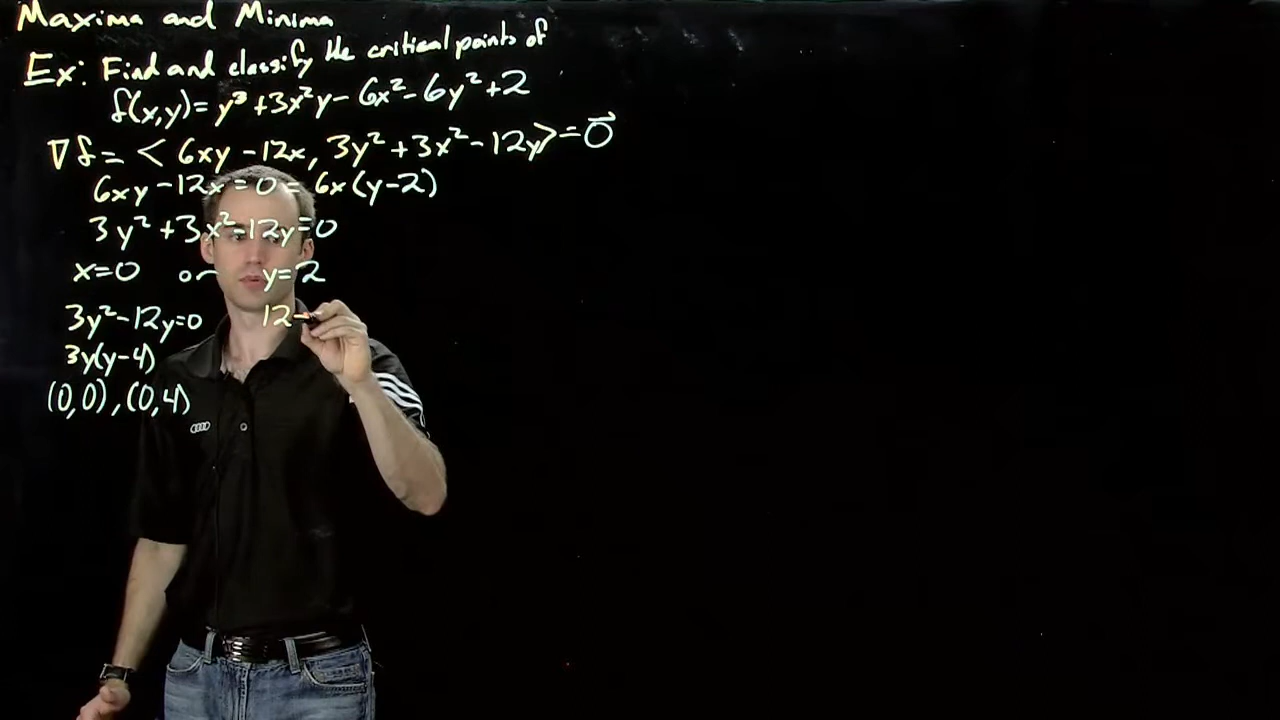 Maxima and Minima
Ex: Find and classify the critical points of
f(x,y)= y³+3x²y-6x²-6y²+2
∇f= <6xy-12x, 3y²+3x²-12y>=0⃗
6xy-12x=0=6x(y-2)
3y²+3x²-12y=0
x=0 or y=2
3y²-12y=0 12
3y(y-4)
(0,0),(0,4)